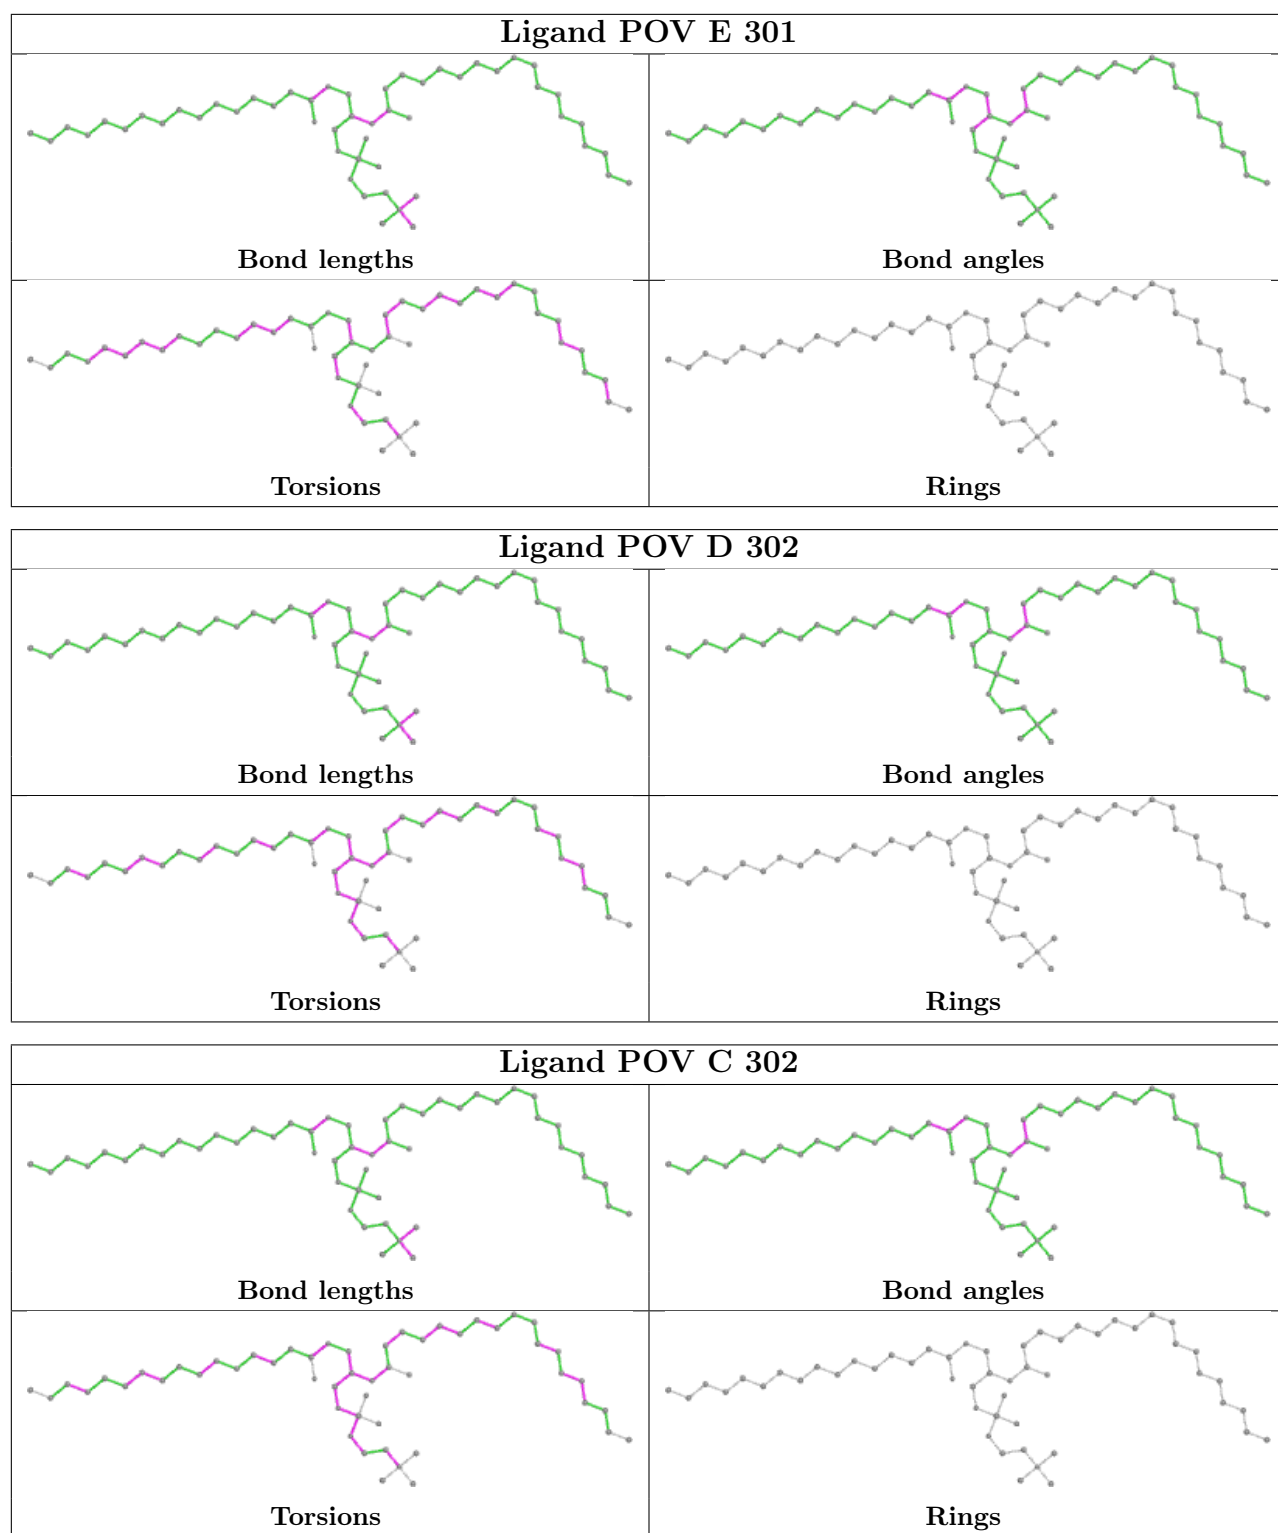 Ligand POV E 301
Bond lengths
Bond angles
Torsions
Rings
Ligand POV D 302
Bond lengths
Bond angles
Torsions
Rings
Ligand POV C 302
Bond lengths
Bond angles
Torsions
Rings